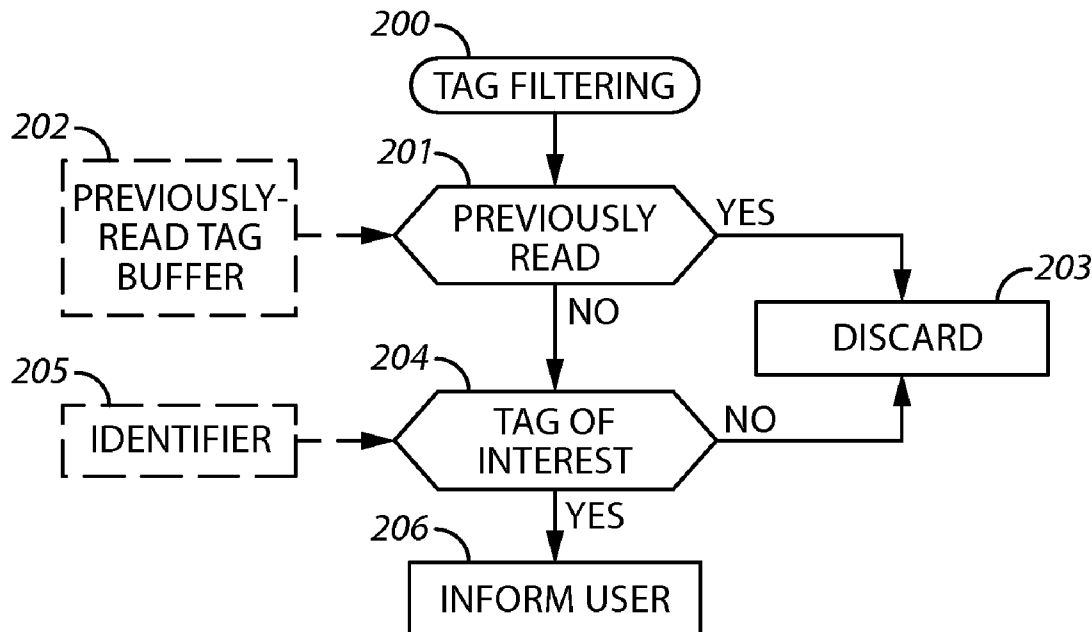 200
TAG FILTERING
202
PREVIOUSLY-
READ TAG
BUFFER
201
PREVIOUSLY
READ
YES
203
DISCARD
NO
205
IDENTIFIER
204
TAG OF
INTEREST
NO
YES
206
INFORM USER